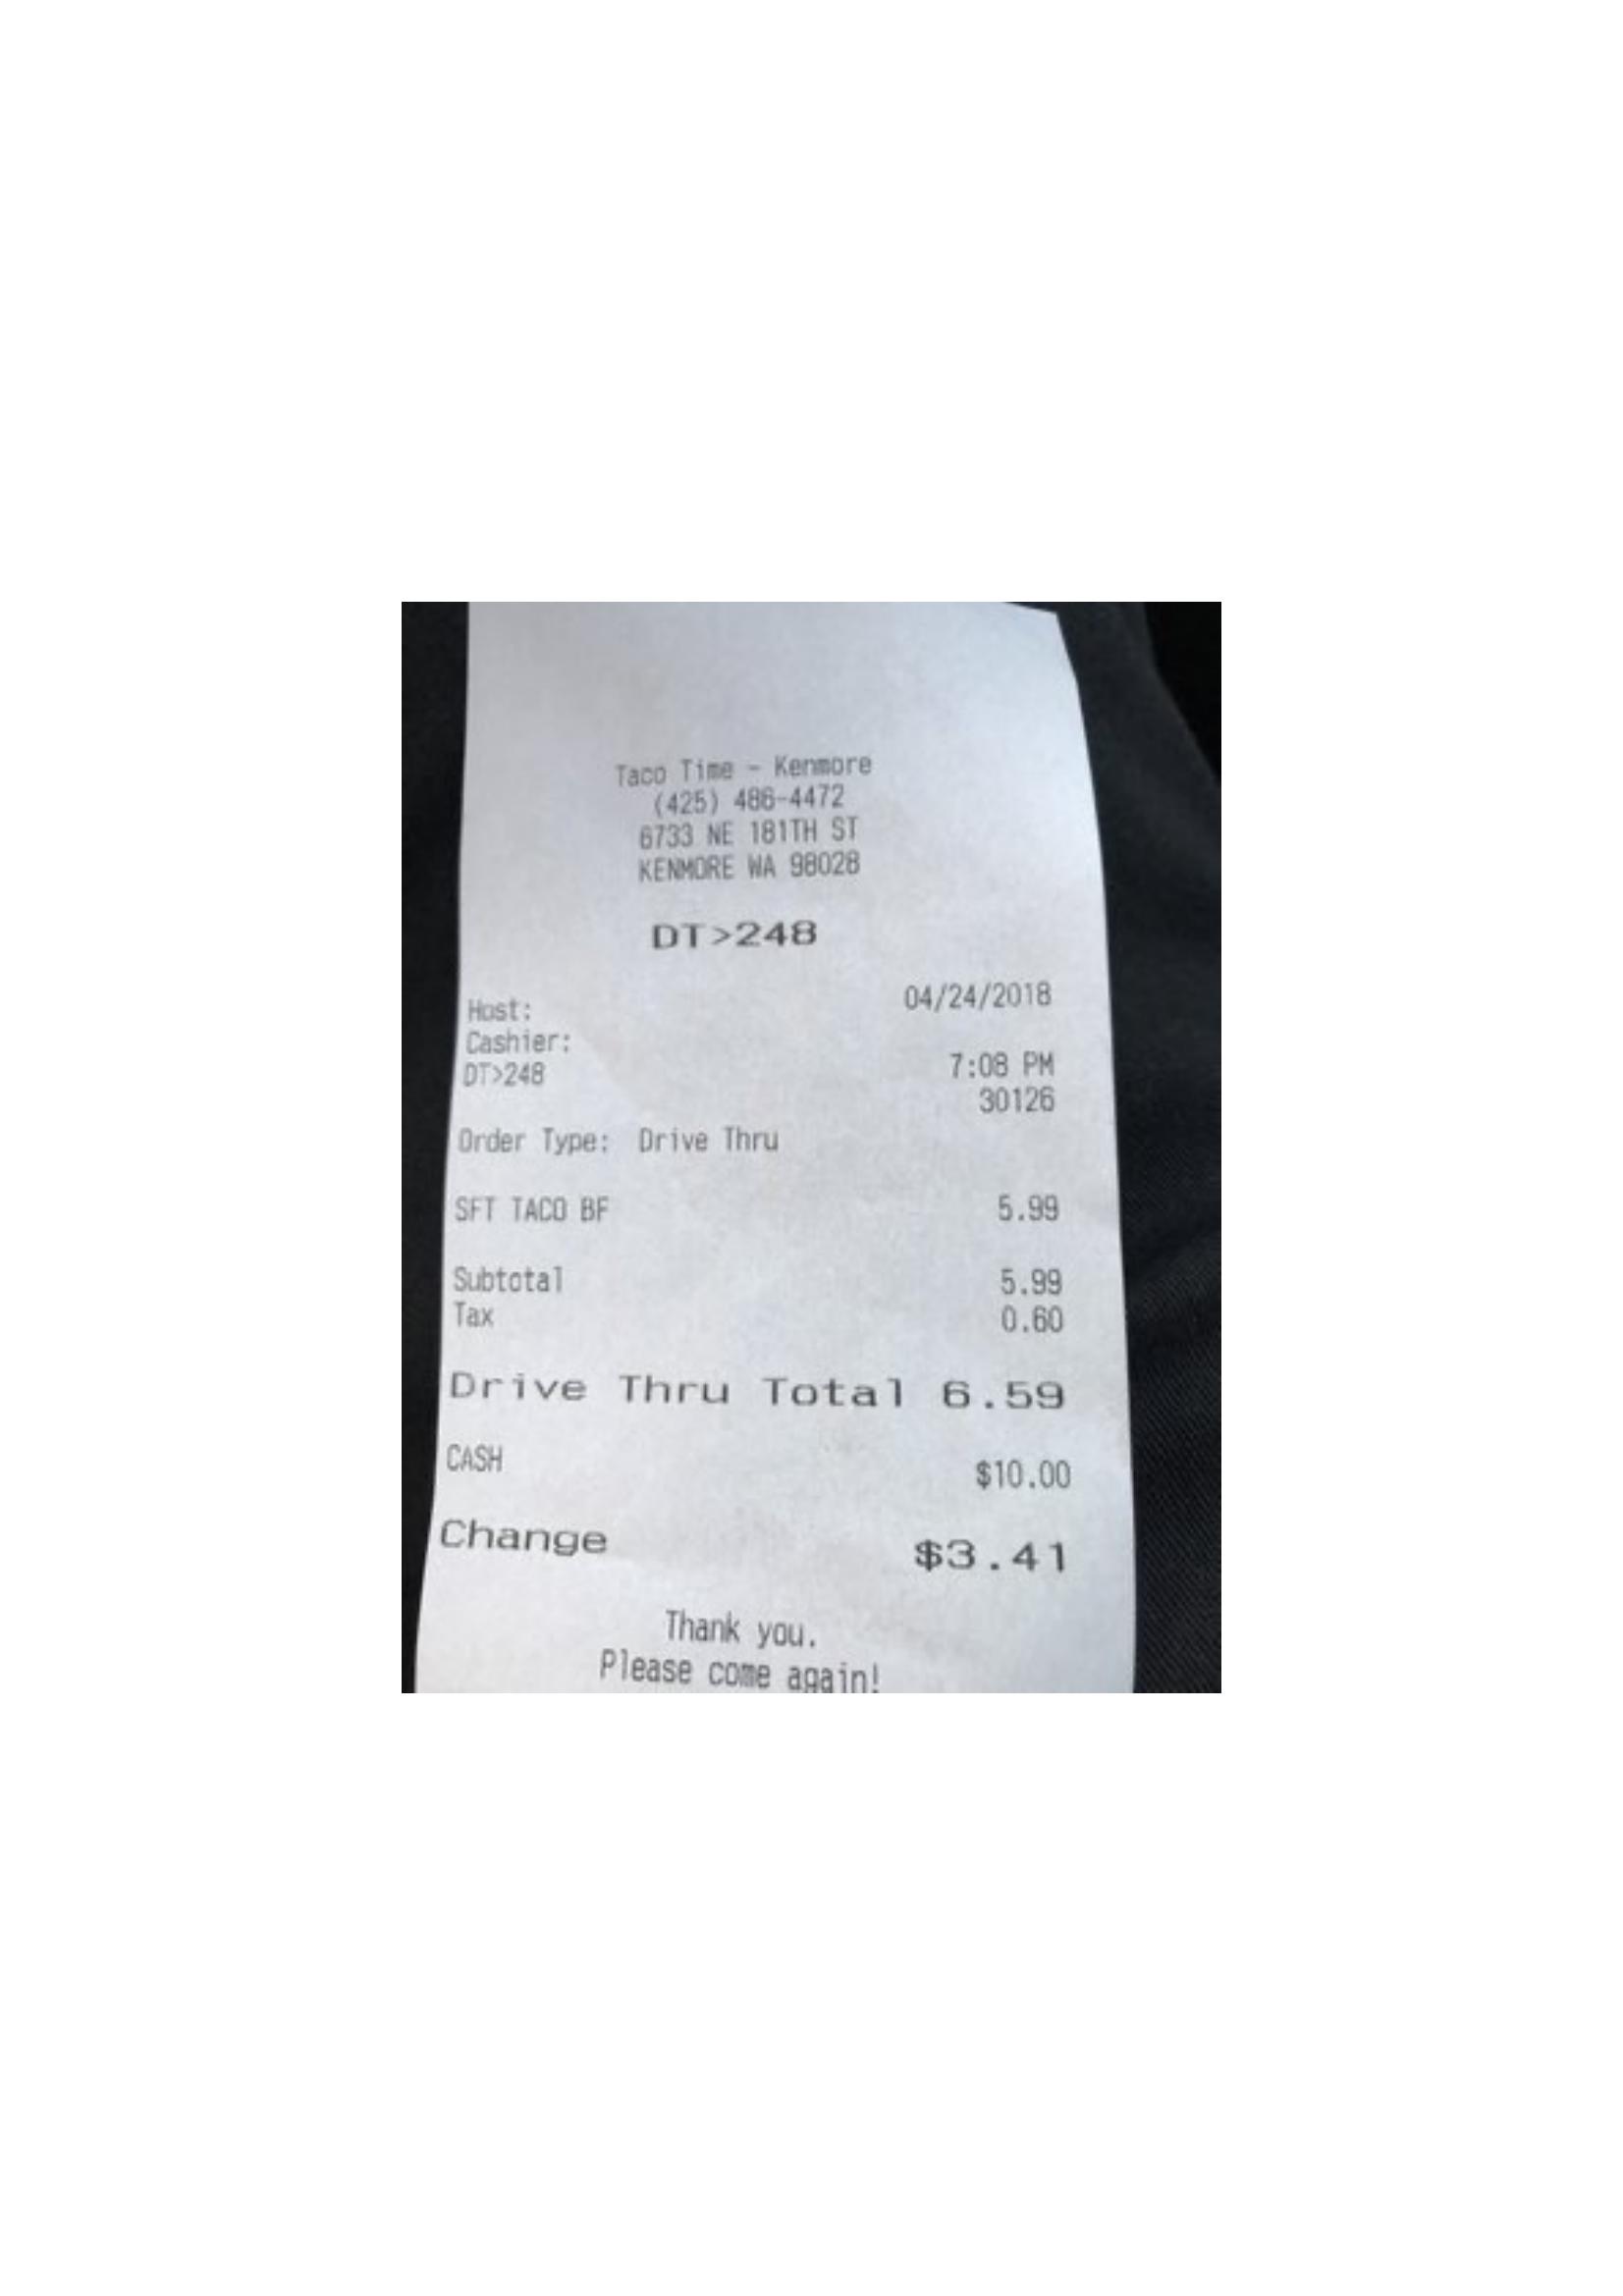 Taco Time - Kenmore
(425) 486-4472
6733 NE 181TH ST
KENMORE WA 98028
DT>248
Host:
04/24/2018
Cashier:
DT>248
7:08 PM
30126
Order Type: Drive Thru
SFT TACO BF 5.99
Subtotal 5.99
Tax 0.60
Drive Thru Total 6.59
CASH $10.00
Change $3.41
Thank you.
Please come again!